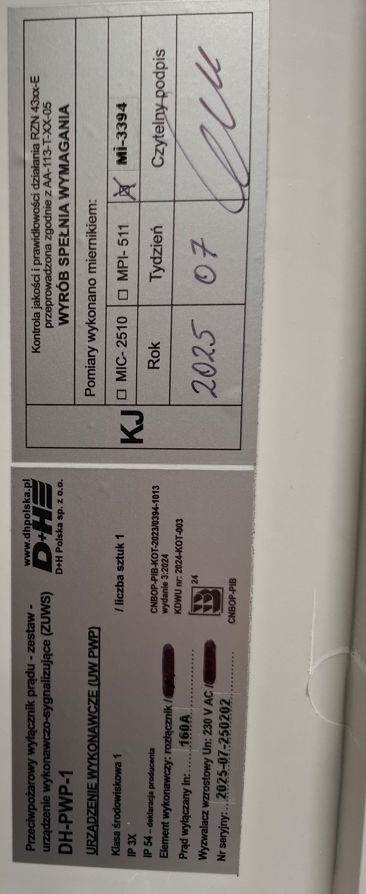 Przeciwpożarowy wyłącznik prądu - zestaw -
urządzenie wykonawczo-sygnalizujące (ZUWS)
DH-PWP-1
www.dhpolska.pl
D+H
D+H Polska sp. z o.o.
URZĄDZENIE WYKONAWCZE (UW PWP)
Klasa środowiskowa 1 / liczba sztuk 1
IP 3X
IP 54 – deklaracja producenta
Element wykonawczy: rozłącznik /
Prąd wyłączany In: 160A
Wyzwalacz wzrostowy Un: 230 V AC /
Nr seryjny: 2025-07-250202
CNBOP-PIB-KOT-2023/0394-1013
wydanie 3:2024
KDWU nr: 2024-KOT-003
24
CNBOP-PIB
Kontrola jakości i prawidłowości działania RZN 43xx-E
przeprowadzona zgodnie z AA-113-T-XX-05
WYRÓB SPEŁNIA WYMAGANIA
Pomiary wykonano miernikiem:
KJ
☐ MIC- 2510 ☐ MPI- 511 ☒ Mi-3394
Rok Tydzień Czytelny podpis
2025 07